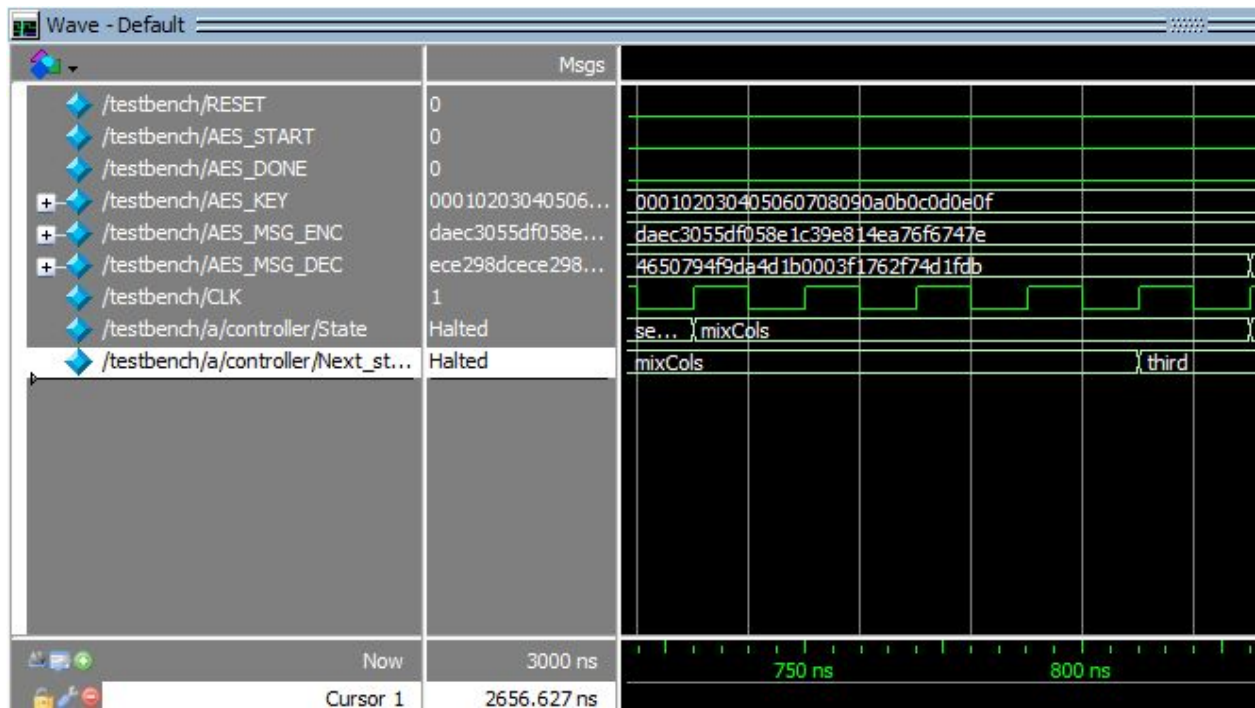 Wave - Default
Msgs
/testbench/RESET 0
/testbench/AES_START 0
/testbench/AES_DONE 0
/testbench/AES_KEY 00010203040506... 000102030405060708090a0b0c0d0e0f
/testbench/AES_MSG_ENC daec3055df058e... daec3055df058e1c39e814ea76f6747e
/testbench/AES_MSG_DEC ece298dcece298... 4650794f9da4d1b0003f1762f74d1fdb
/testbench/CLK 1
/testbench/a/controller/State Halted se... mixCols
/testbench/a/controller/Next_st... Halted mixCols third
Now 3000 ns 750 ns 800 ns
Cursor 1 2656.627 ns